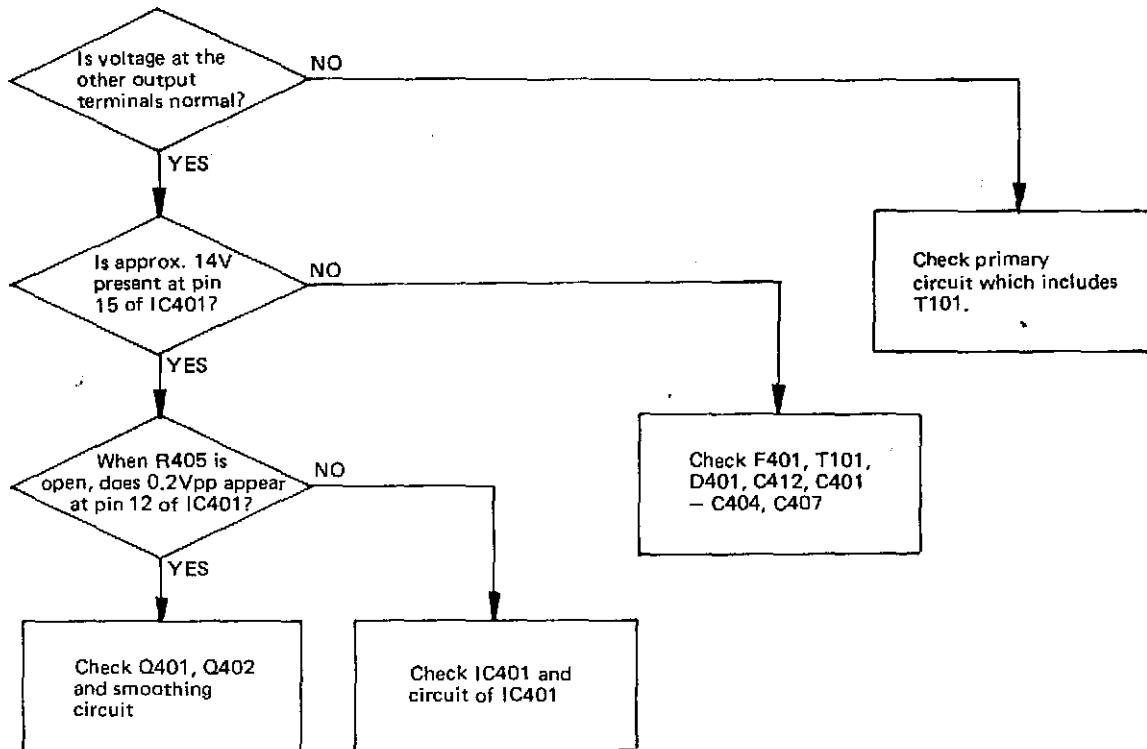 Is voltage at the
other output
terminals normal?
NO
YES
Is approx. 14V
present at pin
15 of IC401?
NO
YES
Check primary
circuit which includes
T101.
When R405 is
open, does 0.2Vpp appear
at pin 12 of IC401?
NO
YES
Check F401, T101,
D401, C412, C401
– C404, C407
Check Q401, Q402
and smoothing
circuit
Check IC401 and
circuit of IC401